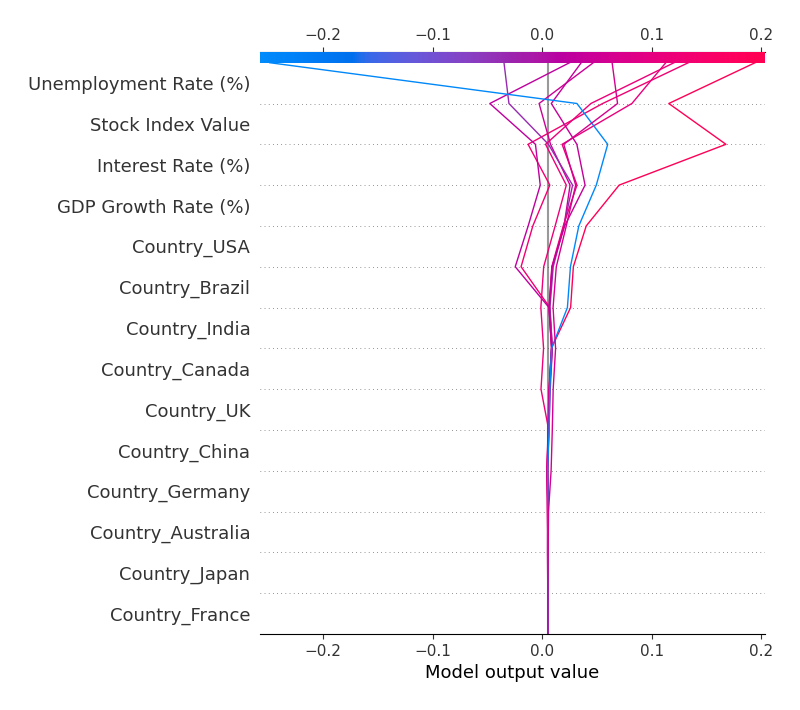 −0.2 −0.1 0.0 0.1 0.2
Unemployment Rate (%)
Stock Index Value
Interest Rate (%)
GDP Growth Rate (%)
Country_USA
Country_Brazil
Country_India
Country_Canada
Country_UK
Country_China
Country_Germany
Country_Australia
Country_Japan
Country_France
−0.2 −0.1 0.0 0.1 0.2
Model output value